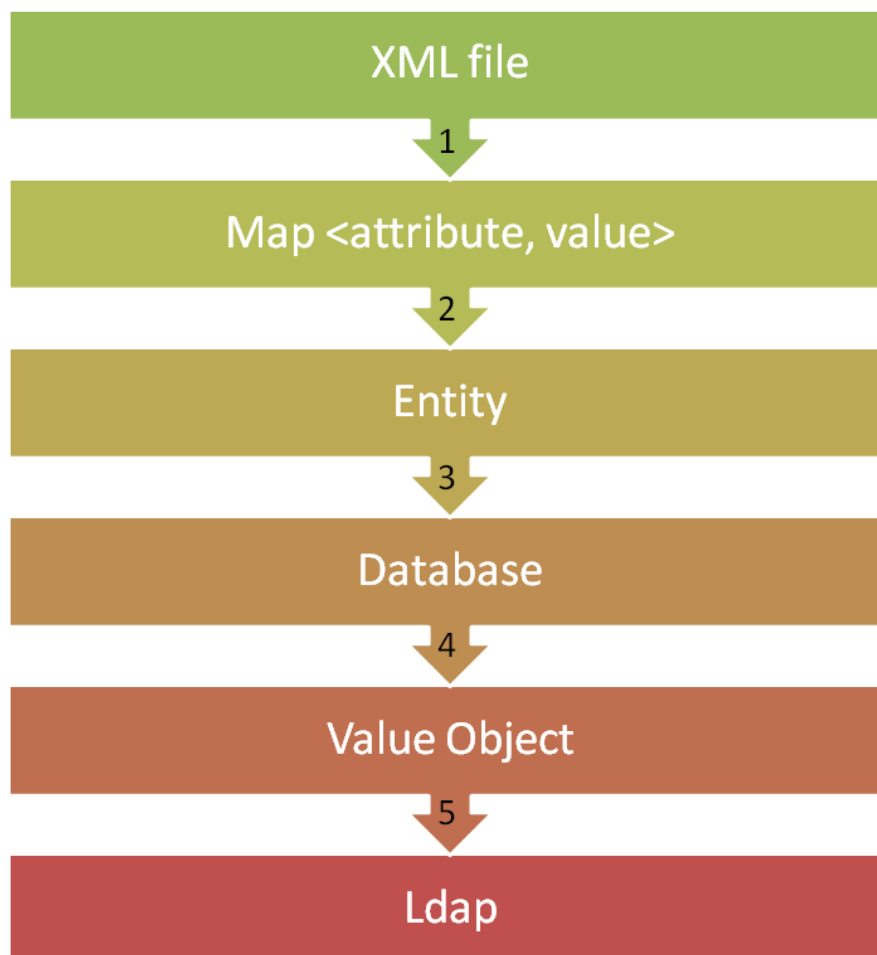 XML file
1
Map <attribute, value>
2
Entity
3
Database
4
Value Object
5
Ldap